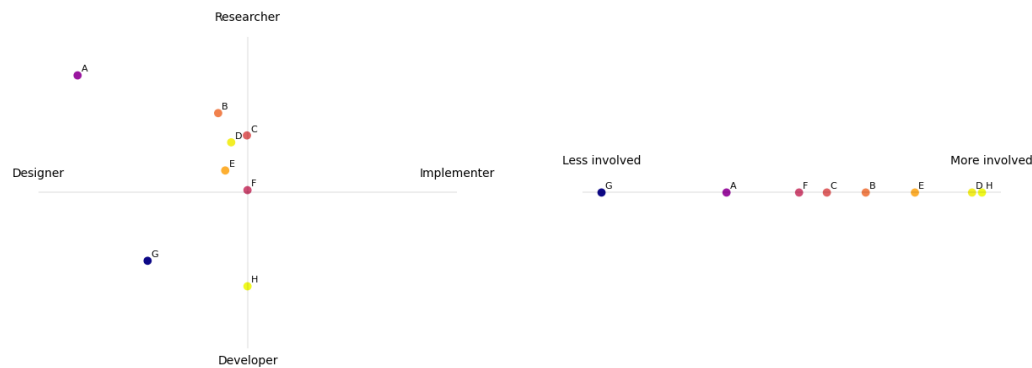 Researcher
A
B
C
D
E
Designer
Implementer
F
G
H
Developer
Less involved
More involved
G
A
F
C
B
E
D
H